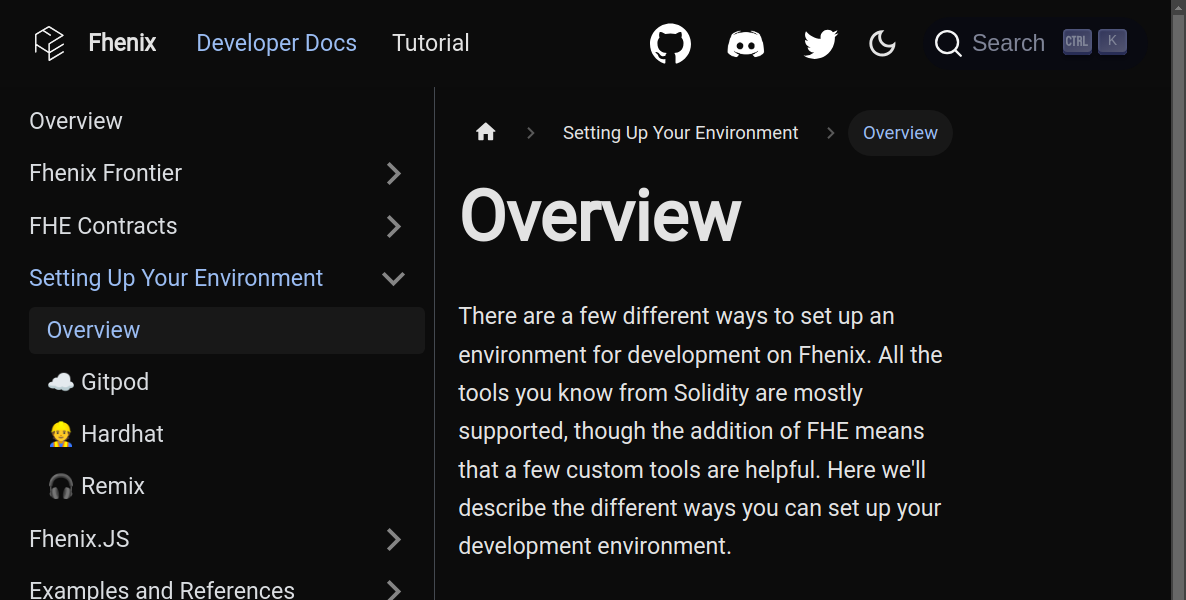 Fhenix Developer Docs Tutorial Search CTRL K
Overview
Fhenix Frontier
FHE Contracts
Setting Up Your Environment
Overview
☁️ Gitpod
👷 Hardhat
🎧 Remix
Fhenix.JS
Examples and References
Setting Up Your Environment Overview
Overview
There are a few different ways to set up an
environment for development on Fhenix. All the
tools you know from Solidity are mostly
supported, though the addition of FHE means
that a few custom tools are helpful. Here we'll
describe the different ways you can set up your
development environment.